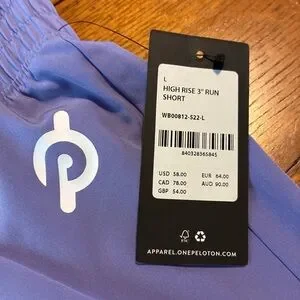 L
HIGH RISE 3" RUN
SHORT
WB00812-522-L
840328365845
USD 58.00 EUR 64.00
CAD 78.00 AUD 90.00
GBP 54.00
APPAREL.ONEPELOTON.COM